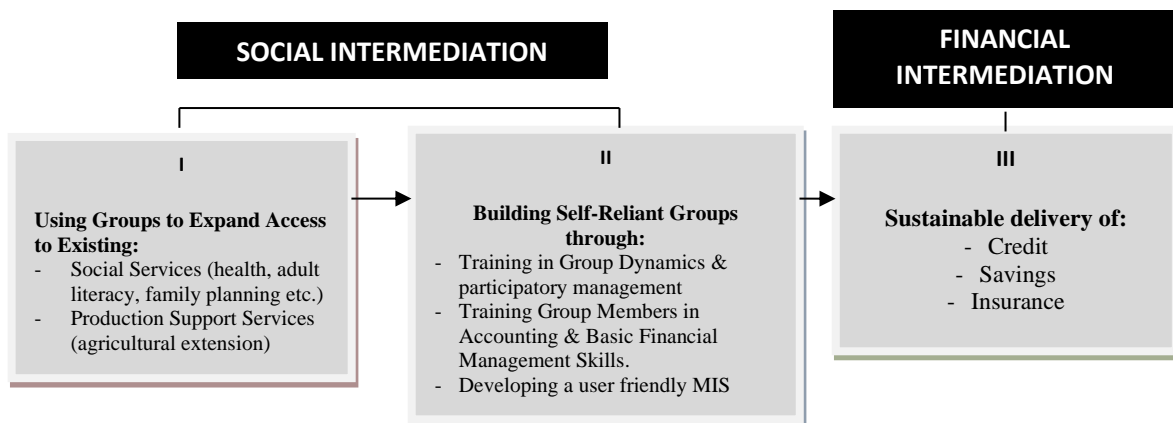 SOCIAL INTERMEDIATION
FINANCIAL
INTERMEDIATION
I
Using Groups to Expand Access
to Existing:
- Social Services (health, adult
literacy, family planning etc.)
- Production Support Services
(agricultural extension)
II
Building Self-Reliant Groups
through:
- Training in Group Dynamics &
participatory management
- Training Group Members in
Accounting & Basic Financial
Management Skills.
- Developing a user friendly MIS
III
Sustainable delivery of:
- Credit
- Savings
- Insurance